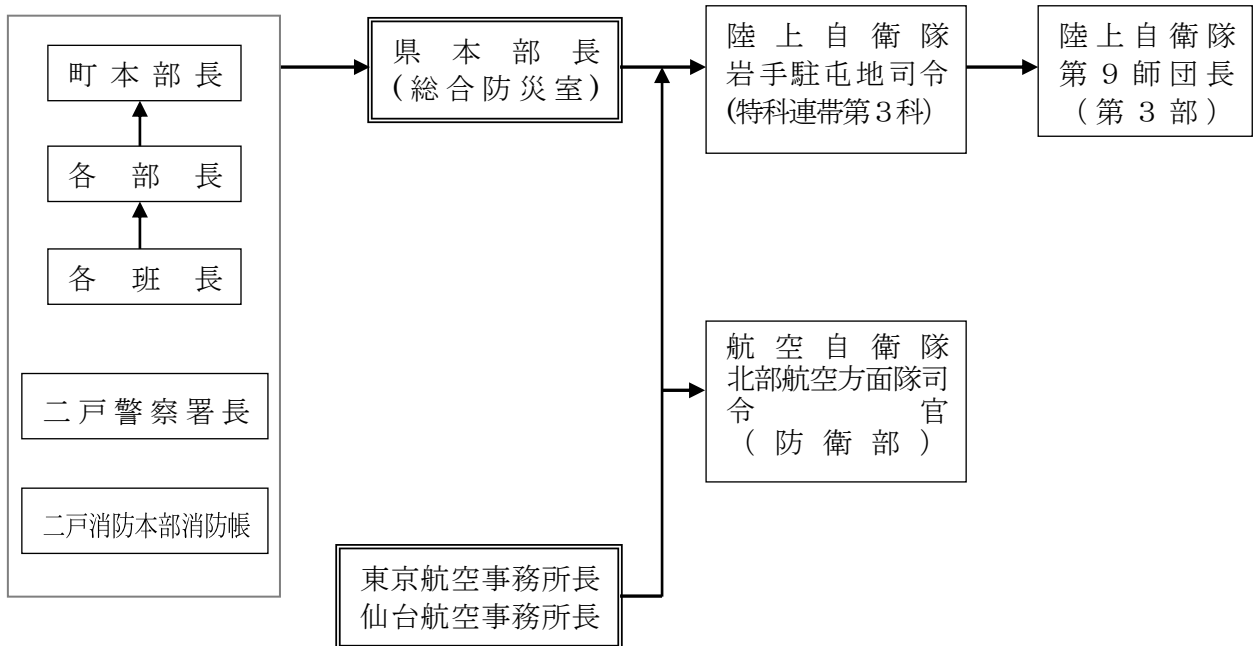 町本部長
各部長
各班長
二戸警察署長
二戸消防本部消防帳
県本部長
(総合防災室)
東京航空事務所長
仙台航空事務所長
陸上自衛隊
岩手駐屯地司令
(特科連帯第３科)
航空自衛隊
北部航空方面隊司
令官
(防衛部)
陸上自衛隊
第９師団長
(第３部)